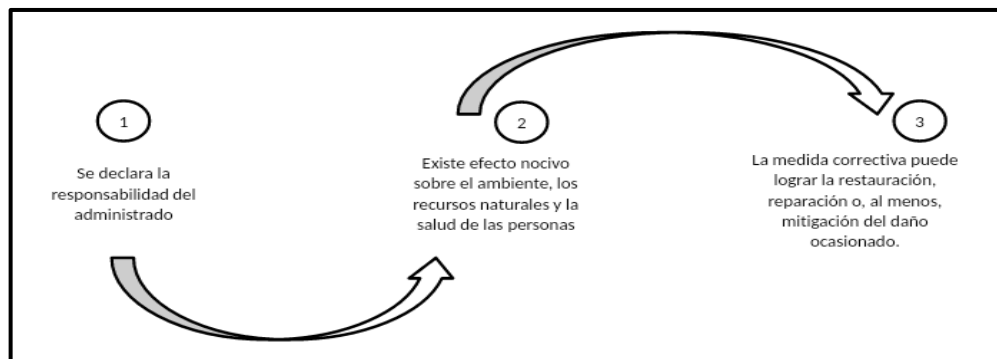 1
Se declara la
responsabilidad del
administrado
2
Existe efecto nocivo
sobre el ambiente, los
recursos naturales y la
salud de las personas
3
La medida correctiva puede
lograr la restauración,
reparación o, al menos,
mitigación del daño
ocasionado.